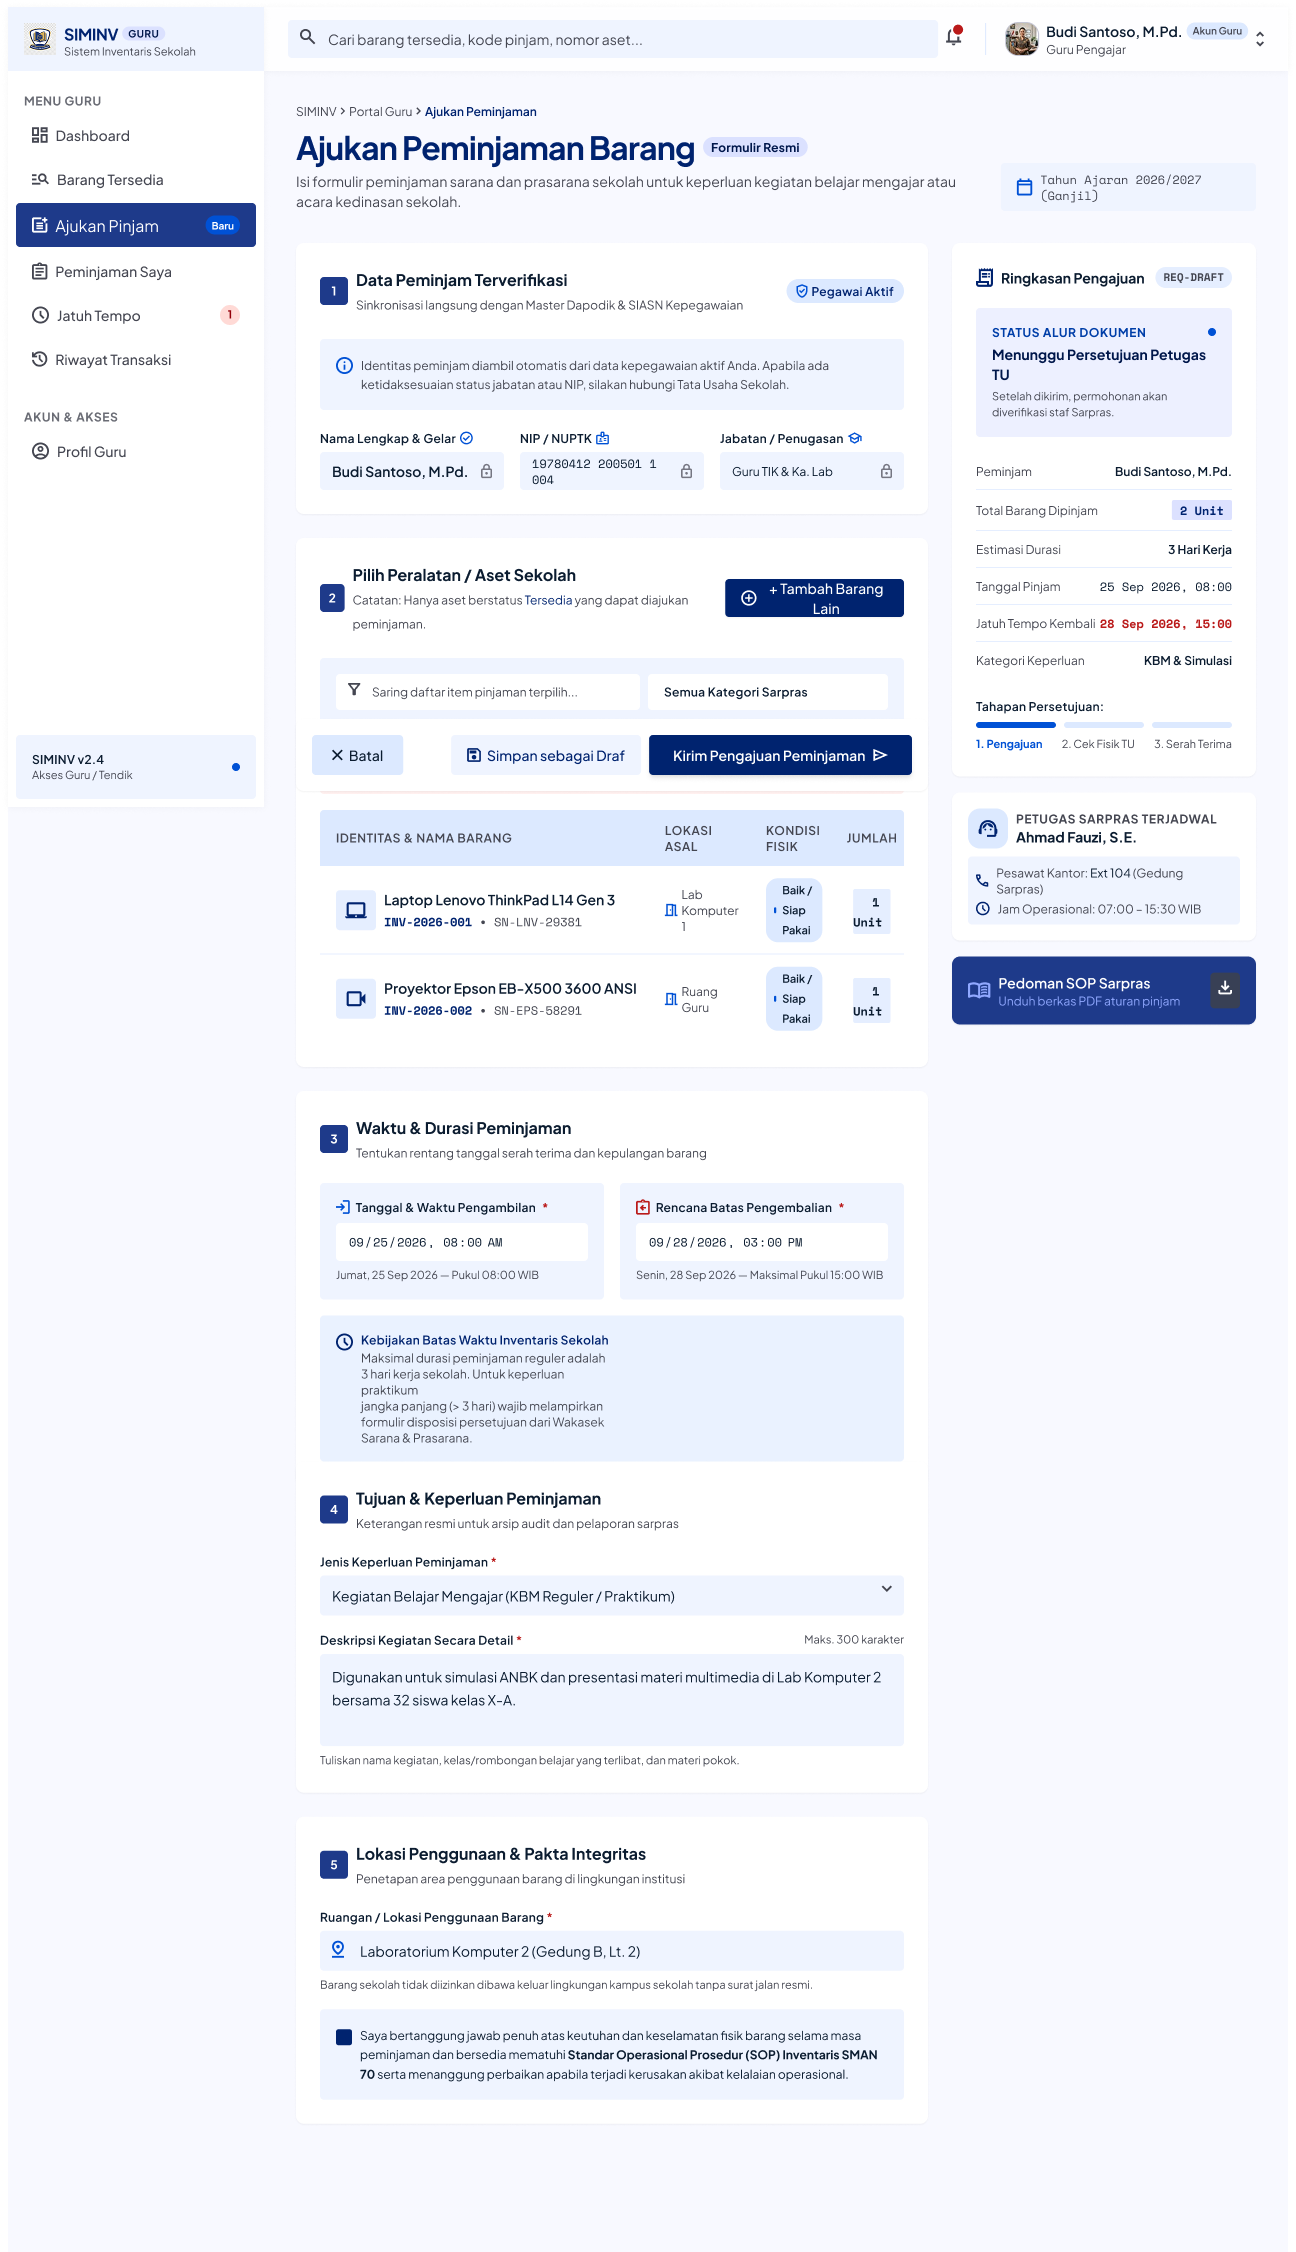 SIMINV GURU
Sistem Inventaris Sekolah
Cari barang tersedia, kode pinjam, nomor aset...
Budi Santoso, M.Pd. Akun Guru
Guru Pengajar
MENU GURU
Dashboard
Barang Tersedia
Ajukan Pinjam Baru
Peminjaman Saya
Jatuh Tempo 1
Riwayat Transaksi
AKUN & AKSES
Profil Guru
SIMINV v2.4
Akses Guru / Tendik
SIMINV > Portal Guru > Ajukan Peminjaman
Ajukan Peminjaman Barang Formulir Resmi
Isi formulir peminjaman sarana dan prasarana sekolah untuk keperluan kegiatan belajar mengajar atau
acara kedinasan sekolah.
Tahun Ajaran 2026/2027
(Ganjil)
1 Data Peminjam Terverifikasi
Sinkronisasi langsung dengan Master Dapodik & SIASN Kepegawaian
Pegawai Aktif
Identitas peminjam diambil otomatis dari data kepegawaian aktif Anda. Apabila ada
ketidaksesuaian status jabatan atau NIP, silakan hubungi Tata Usaha Sekolah.
Nama Lengkap & Gelar
Budi Santoso, M.Pd.
NIP / NUPTK
19780412 200501 1
004
Jabatan / Penugasan
Guru TIK & Ka. Lab
2 Pilih Peralatan / Aset Sekolah
Catatan: Hanya aset berstatus Tersedia yang dapat diajukan
peminjaman.
+ Tambah Barang
Lain
Saring daftar item pinjaman terpilih...
Semua Kategori Sarpras
Batal
Simpan sebagai Draf
Kirim Pengajuan Peminjaman
IDENTITAS & NAMA BARANG
LOKASI
ASAL
KONDISI
FISIK
JUMLAH
Laptop Lenovo ThinkPad L14 Gen 3
INV-2026-001 • SN-LNV-29381
Lab
Komputer
1
Baik /
Siap
Pakai
1
Unit
Proyektor Epson EB-X500 3600 ANSI
INV-2026-002 • SN-EPS-58291
Ruang
Guru
Baik /
Siap
Pakai
1
Unit
3 Waktu & Durasi Peminjaman
Tentukan rentang tanggal serah terima dan kepulangan barang
Tanggal & Waktu Pengambilan *
09/25/2026, 08:00 AM
Jumat, 25 Sep 2026 — Pukul 08:00 WIB
Rencana Batas Pengembalian *
09/28/2026, 03:00 PM
Senin, 28 Sep 2026 — Maksimal Pukul 15:00 WIB
Kebijakan Batas Waktu Inventaris Sekolah
Maksimal durasi peminjaman reguler adalah
3 hari kerja sekolah. Untuk keperluan
praktikum
jangka panjang (> 3 hari) wajib melampirkan
formulir disposisi persetujuan dari Wakasek
Sarana & Prasarana.
4 Tujuan & Keperluan Peminjaman
Keterangan resmi untuk arsip audit dan pelaporan sarpras
Jenis Keperluan Peminjaman *
Kegiatan Belajar Mengajar (KBM Reguler / Praktikum)
Deskripsi Kegiatan Secara Detail *
Maks. 300 karakter
Digunakan untuk simulasi ANBK dan presentasi materi multimedia di Lab Komputer 2
bersama 32 siswa kelas X-A.
Tuliskan nama kegiatan, kelas/rombongan belajar yang terlibat, dan materi pokok.
5 Lokasi Penggunaan & Pakta Integritas
Penetapan area penggunaan barang di lingkungan institusi
Ruangan / Lokasi Penggunaan Barang *
Laboratorium Komputer 2 (Gedung B, Lt. 2)
Barang sekolah tidak diizinkan dibawa keluar lingkungan kampus sekolah tanpa surat jalan resmi.
Saya bertanggung jawab penuh atas keutuhan dan keselamatan fisik barang selama masa
peminjaman dan bersedia mematuhi Standar Operasional Prosedur (SOP) Inventaris SMAN
70 serta menanggung perbaikan apabila terjadi kerusakan akibat kelalaian operasional.
Ringkasan Pengajuan REQ-DRAFT
STATUS ALUR DOKUMEN
Menunggu Persetujuan Petugas
TU
Setelah dikirim, permohonan akan
diverifikasi staf Sarpras.
Peminjam Budi Santoso, M.Pd.
Total Barang Dipinjam 2 Unit
Estimasi Durasi 3 Hari Kerja
Tanggal Pinjam 25 Sep 2026, 08:00
Jatuh Tempo Kembali 28 Sep 2026, 15:00
Kategori Keperluan KBM & Simulasi
Tahapan Persetujuan:
1. Pengajuan 2. Cek Fisik TU 3. Serah Terima
PETUGAS SARPRAS TERJADWAL
Ahmad Fauzi, S.E.
Pesawat Kantor: Ext 104 (Gedung
Sarpras)
Jam Operasional: 07:00 – 15:30 WIB
Pedoman SOP Sarpras
Unduh berkas PDF aturan pinjam